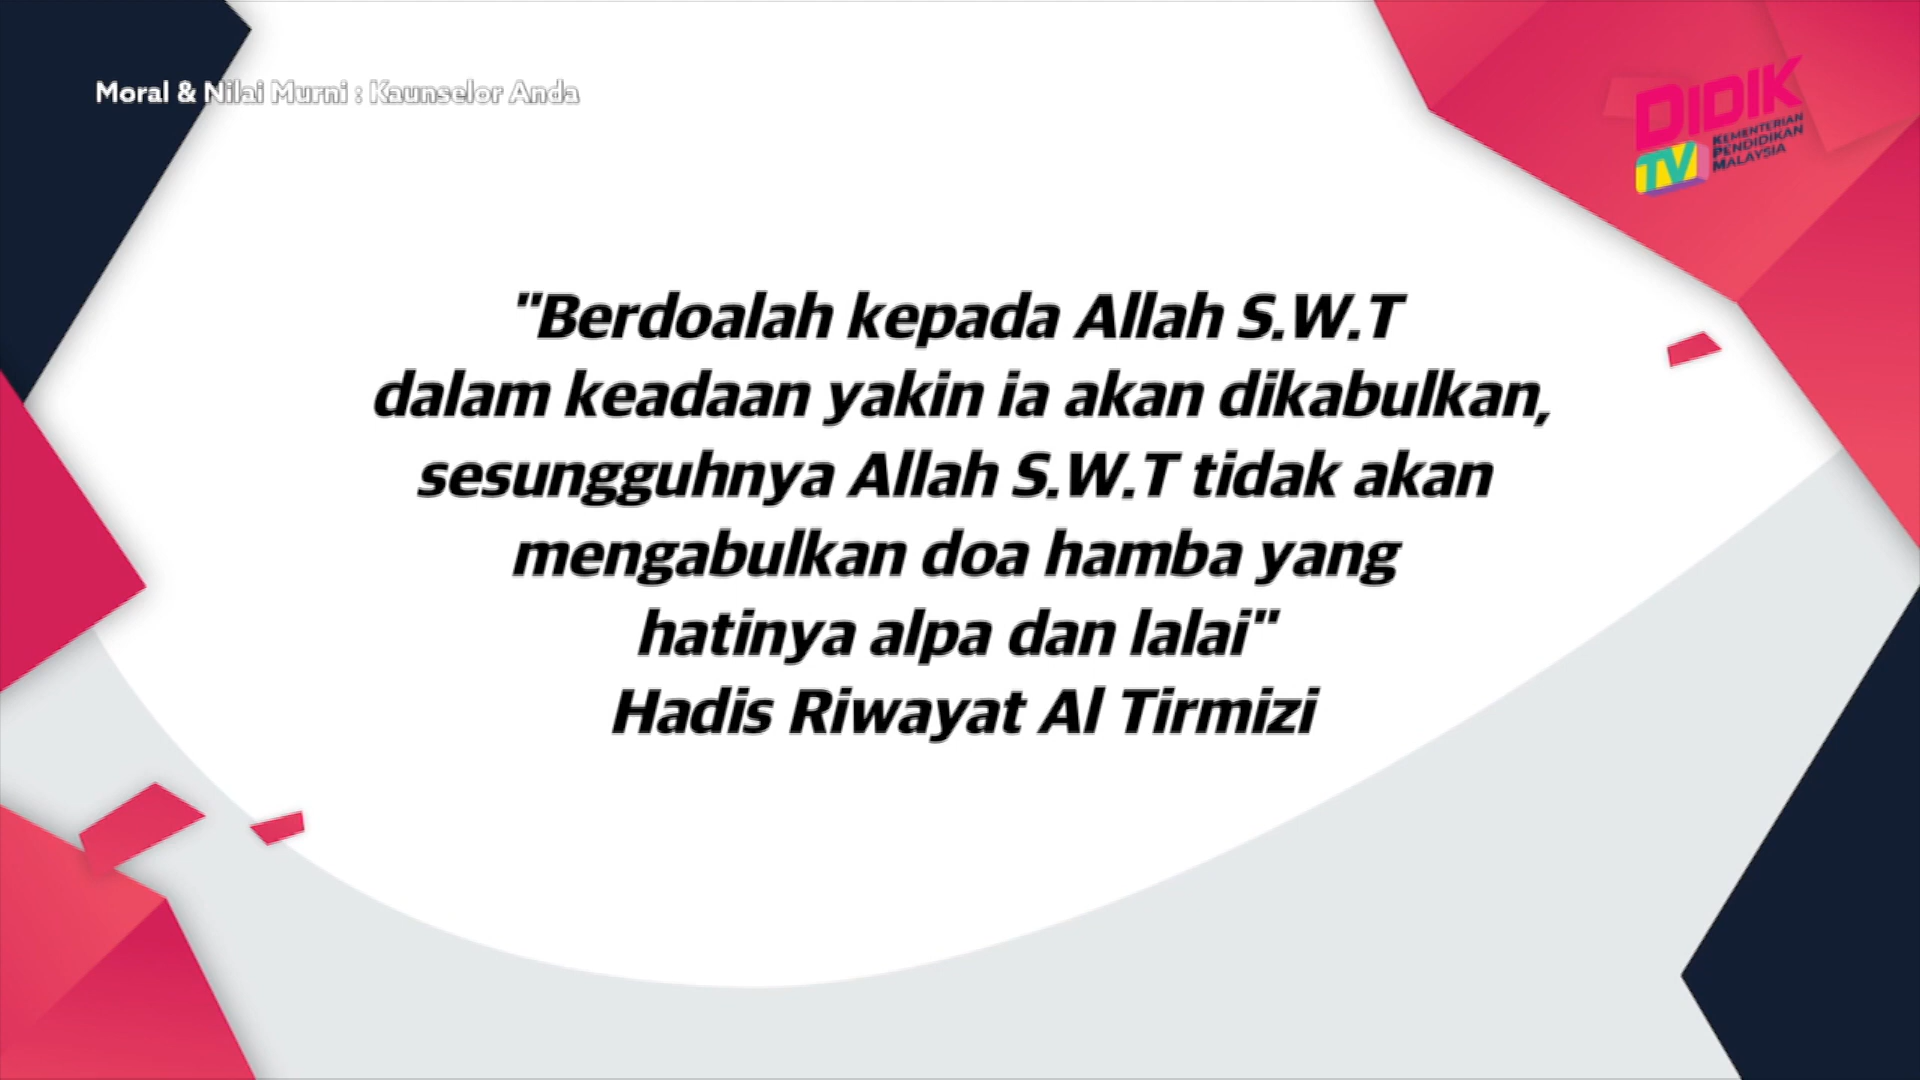 Moral & Nilai Murni : Kaunselor Anda
DIDIK
TV
KEMENTERIAN
PENDIDIKAN
MALAYSIA
"Berdoalah kepada Allah S.W.T
dalam keadaan yakin ia akan dikabulkan,
sesungguhnya Allah S.W.T tidak akan
mengabulkan doa hamba yang
hatinya alpa dan lalai"
Hadis Riwayat Al Tirmizi